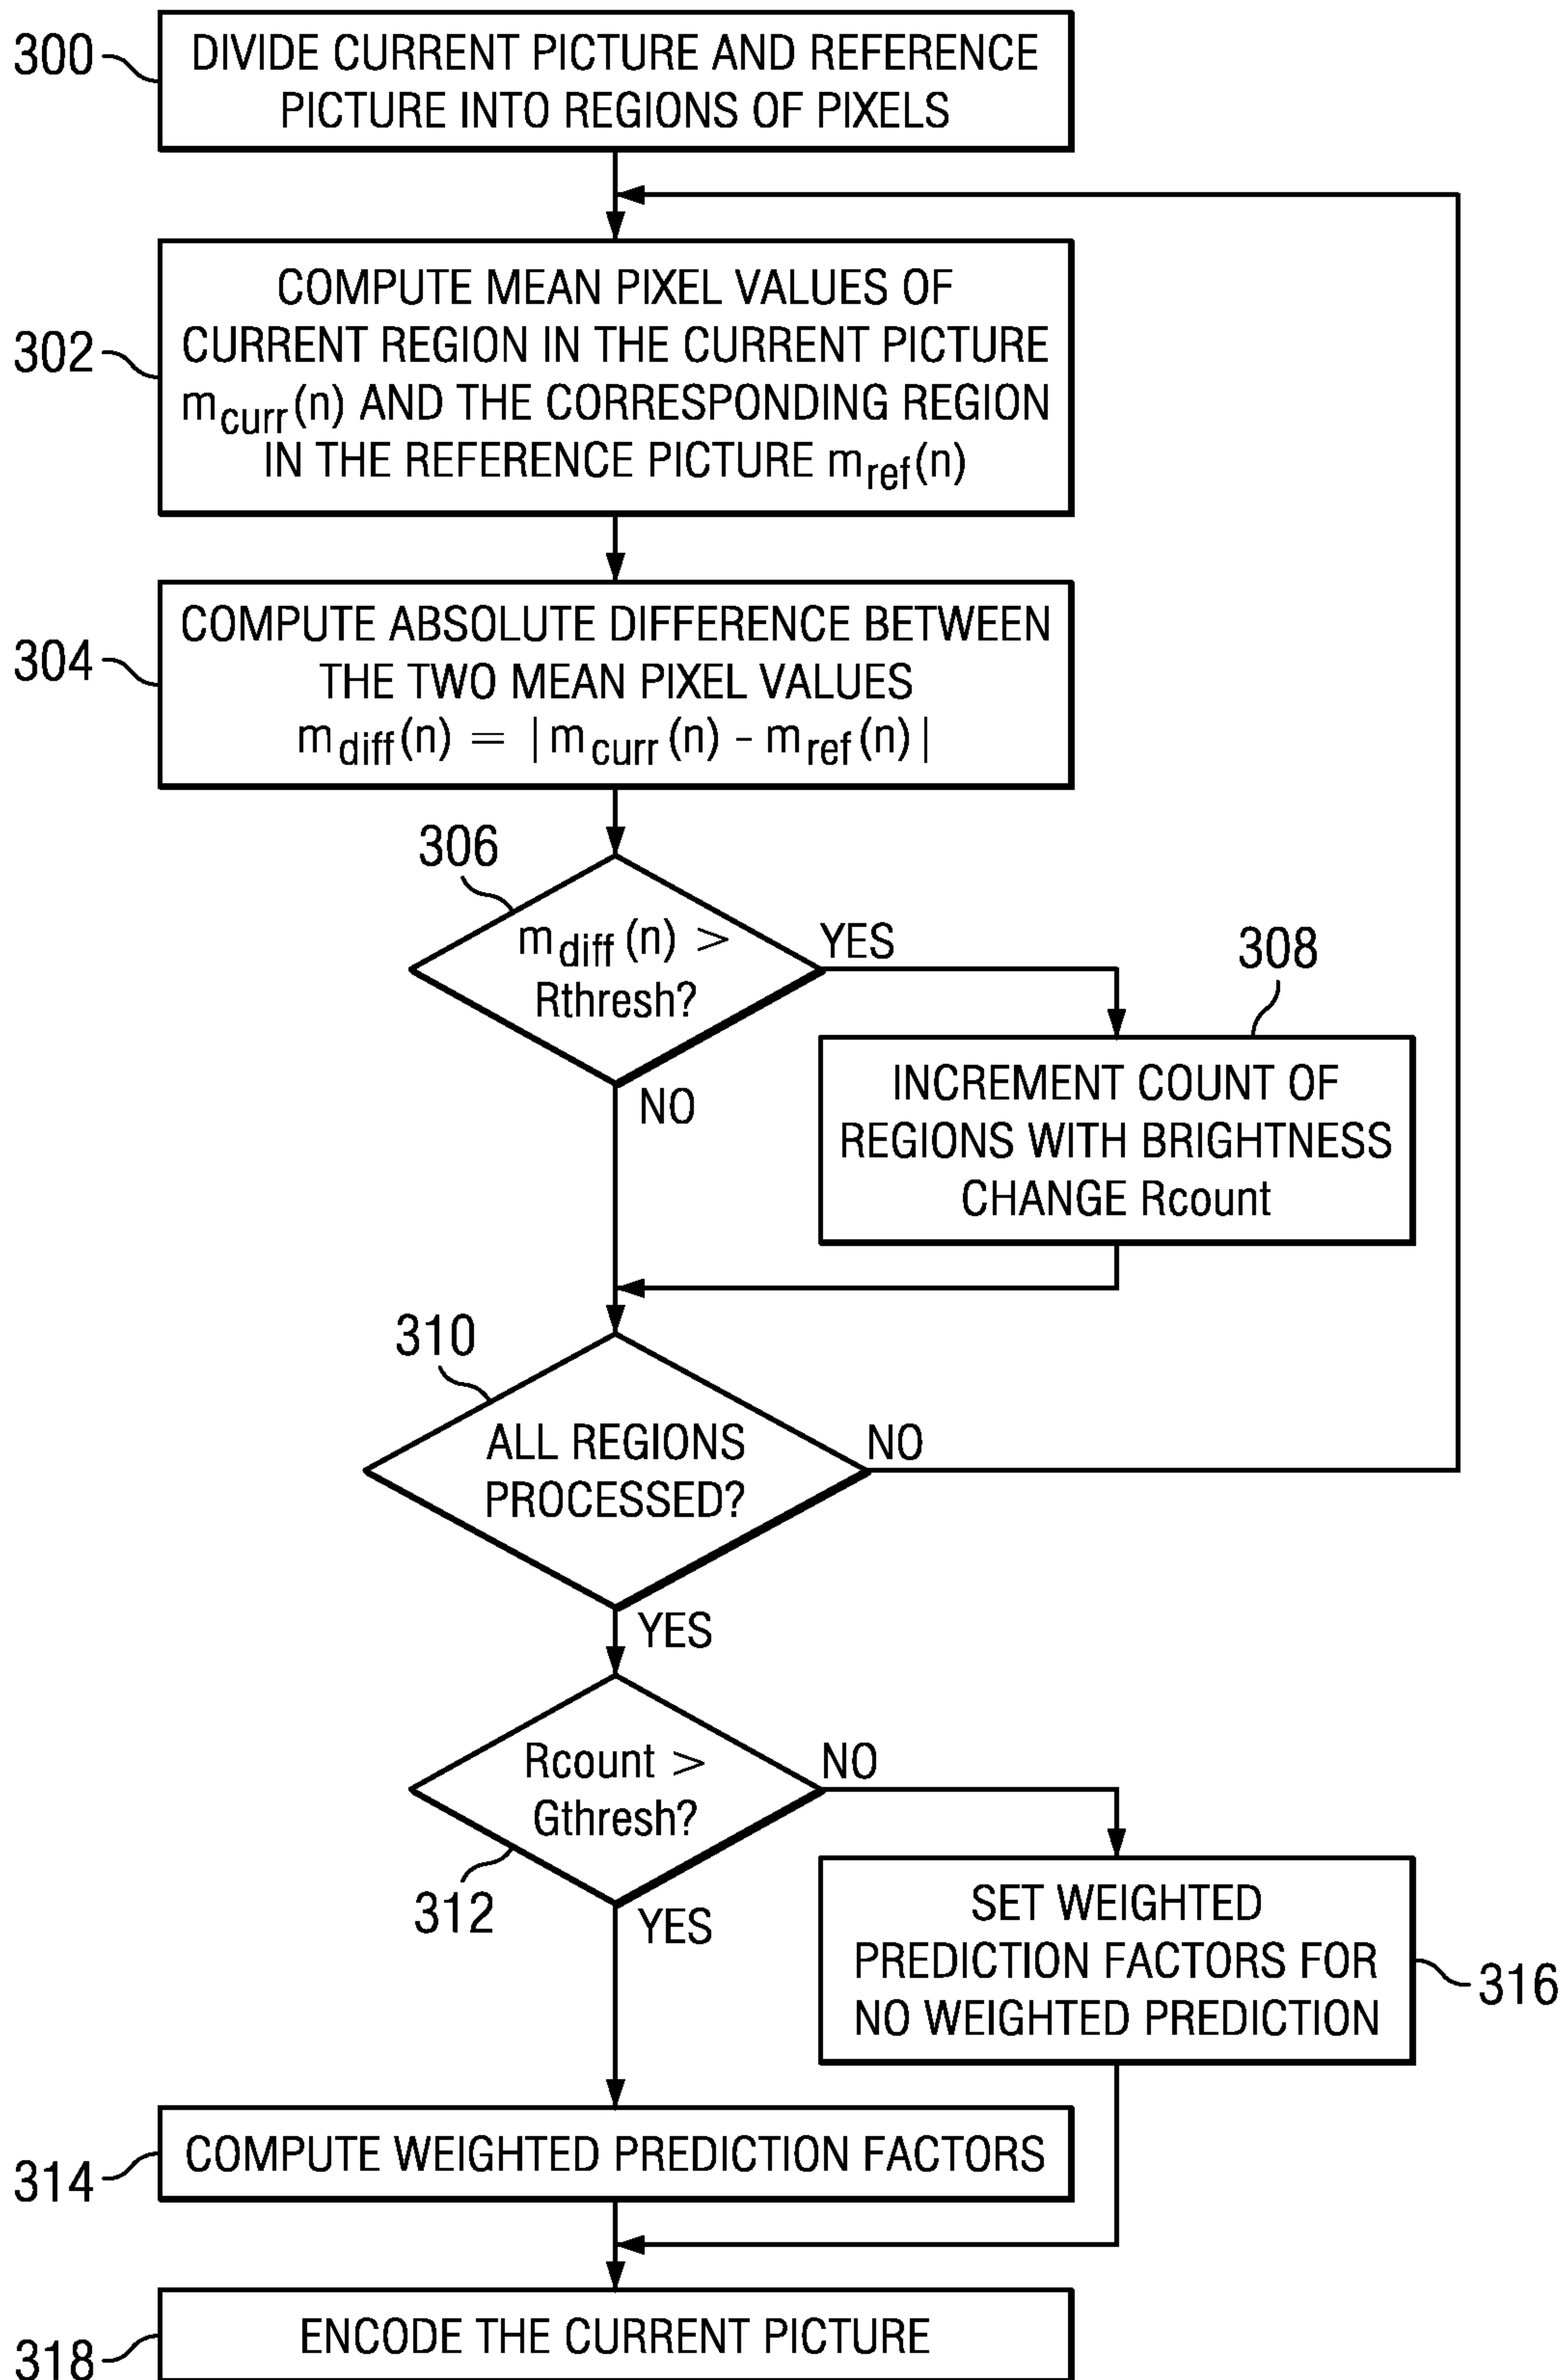 300
DIVIDE CURRENT PICTURE AND REFERENCE
PICTURE INTO REGIONS OF PIXELS
302
COMPUTE MEAN PIXEL VALUES OF
CURRENT REGION IN THE CURRENT PICTURE
mcurr(n) AND THE CORRESPONDING REGION
IN THE REFERENCE PICTURE mref(n)
304
COMPUTE ABSOLUTE DIFFERENCE BETWEEN
THE TWO MEAN PIXEL VALUES
mdiff(n) = |mcurr(n) - mref(n)|
306
mdiff(n) >
Rthresh?
YES
NO
308
INCREMENT COUNT OF
REGIONS WITH BRIGHTNESS
CHANGE Rcount
310
ALL REGIONS
PROCESSED?
NO
YES
312
Rcount >
Gthresh?
NO
YES
SET WEIGHTED
PREDICTION FACTORS FOR
NO WEIGHTED PREDICTION
316
314
COMPUTE WEIGHTED PREDICTION FACTORS
318
ENCODE THE CURRENT PICTURE